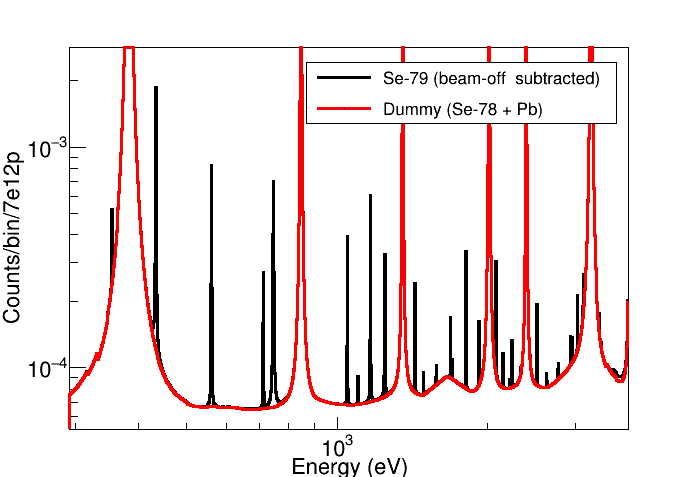 Se-79 (beam-off subtracted)
Dummy (Se-78 + Pb)
Counts/bin/7e12p
10⁻³
10⁻⁴
10³
Energy (eV)